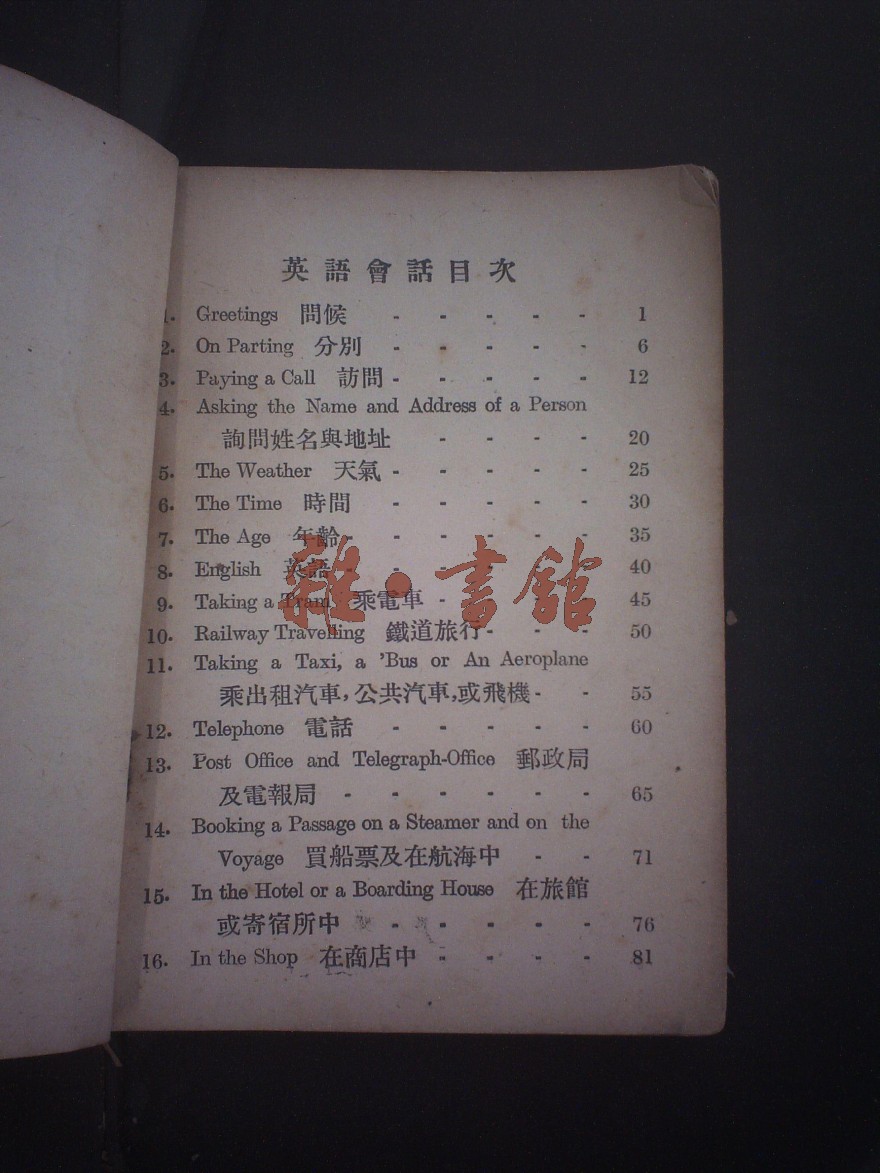 英語會話目次
1. Greetings 問候 - - - - - 1
2. On Parting 分別 - - - - - 6
3. Paying a Call 訪問 - - - - - 12
4. Asking the Name and Address of a Person
詢問姓名與地址 - - - - 20
5. The Weather 天氣 - - - - - 25
6. The Time 時間 - - - - - 30
7. The Age 年齡 - - - - - - 35
8. English 英語 - - - - - - 40
9. Taking a Tram 乘電車 - - - - 45
10. Railway Travelling 鐵道旅行 - - - 50
11. Taking a Taxi, a 'Bus or An Aeroplane
乘出租汽車,公共汽車,或飛機 - - 55
12. Telephone 電話 - - - - - 60
13. Post Office and Telegraph-Office 郵政局
及電報局 - - - - - - 65
14. Booking a Passage on a Steamer and on the
Voyage 買船票及在航海中 - - 71
15. In the Hotel or a Boarding House 在旅館
或寄宿所中 - - - - - 76
16. In the Shop 在商店中 - - - - 81
雜·書館